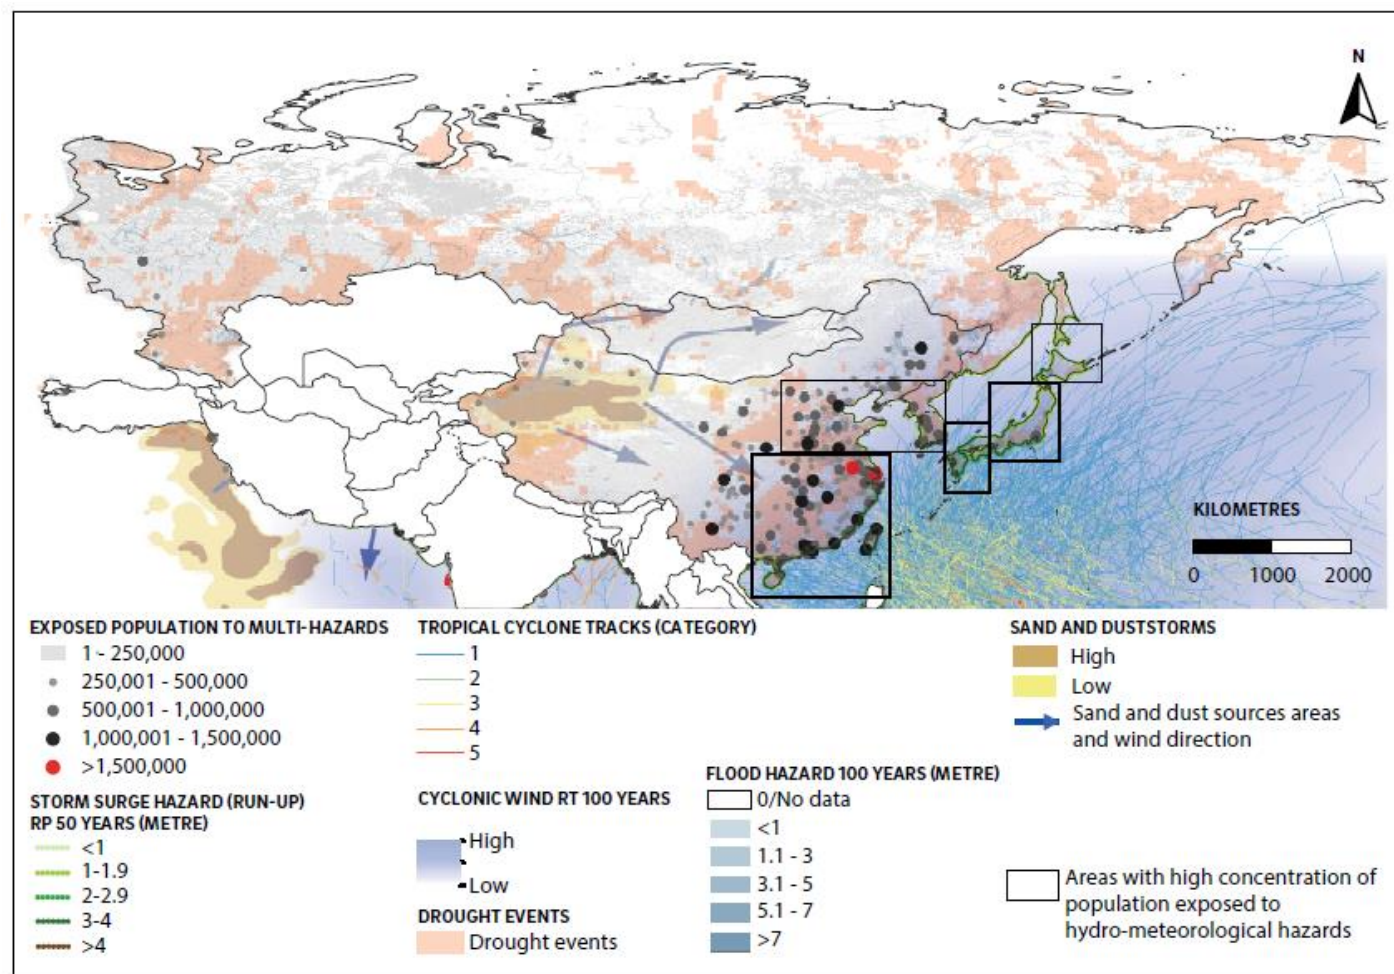 N
KILOMETRES
0 1000 2000
EXPOSED POPULATION TO MULTI-HAZARDS
1 - 250,000
250,001 - 500,000
500,001 - 1,000,000
1,000,001 - 1,500,000
>1,500,000
STORM SURGE HAZARD (RUN-UP)
RP 50 YEARS (METRE)
<1
1-1.9
2-2.9
3-4
>4
TROPICAL CYCLONE TRACKS (CATEGORY)
1
2
3
4
5
CYCLONIC WIND RT 100 YEARS
High
Low
DROUGHT EVENTS
Drought events
FLOOD HAZARD 100 YEARS (METRE)
0/No data
<1
1.1 - 3
3.1 - 5
5.1 - 7
>7
SAND AND DUSTSTORMS
High
Low
Sand and dust sources areas
and wind direction
Areas with high concentration of
population exposed to
hydro-meteorological hazards